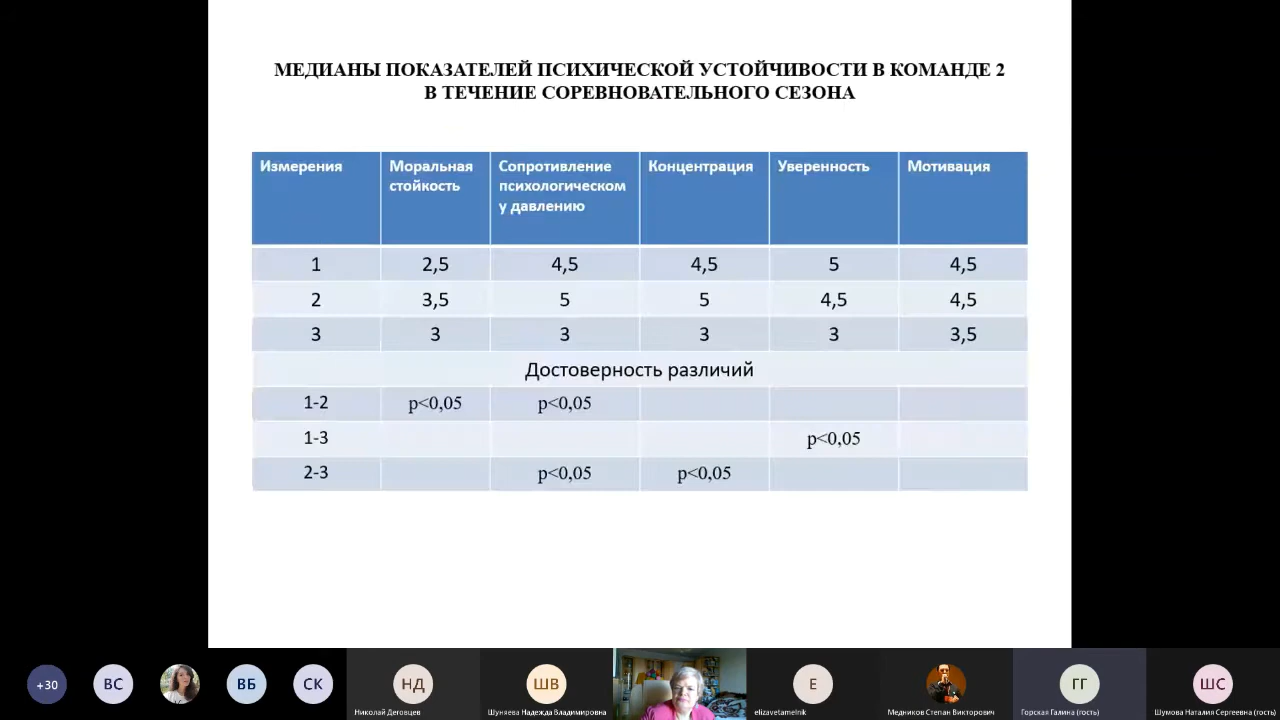 МЕДИАНЫ ПОКАЗАТЕЛЕЙ ПСИХИЧЕСКОЙ УСТОЙЧИВОСТИ В КОМАНДЕ 2
В ТЕЧЕНИЕ СОРЕВНОВАТЕЛЬНОГО СЕЗОНА
Измерения Моральная стойкость Сопротивление психологическом у давлению Концентрация Уверенность Мотивация
1 2,5 4,5 4,5 5 4,5
2 3,5 5 5 4,5 4,5
3 3 3 3 3 3,5
Достоверность различий
1-2 p<0,05 p<0,05
1-3 p<0,05
2-3 p<0,05 p<0,05
+30 ВС ВБ СК НД ШВ Е ГГ ШС
Николай Деговцев Шуняева Надежда Владимировна elizavetamelnik Медников Степан Викторович Горская Галина (гость) Шумова Наталия Сергеевна (гость)